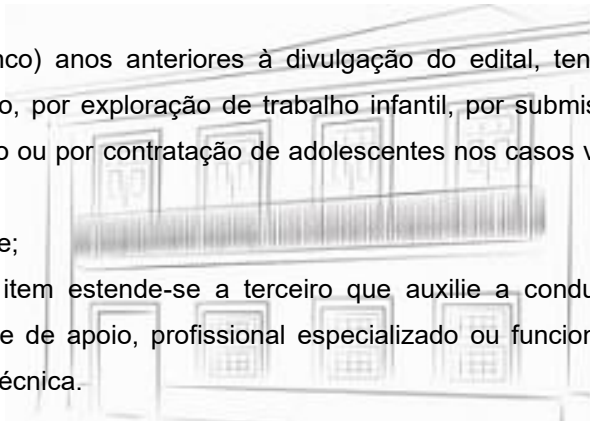 nco) anos anteriores à divulgação do edital, ten
o, por exploração de trabalho infantil, por submis
o ou por contratação de adolescentes nos casos v
e;
item estende-se a terceiro que auxilie a condu
e de apoio, profissional especializado ou funcion
écnica.